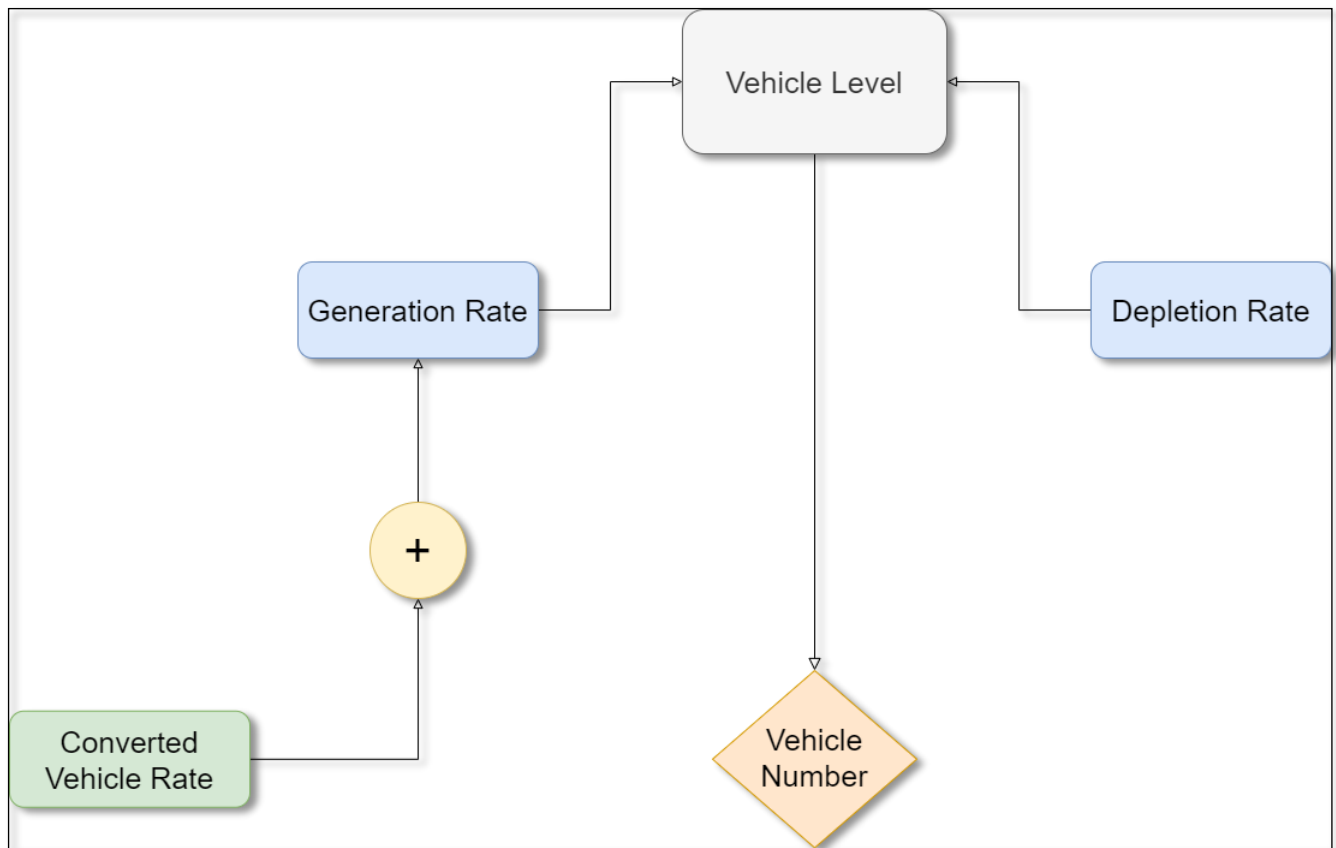 Vehicle Level
Generation Rate
Depletion Rate
+
Converted
Vehicle Rate
Vehicle
Number